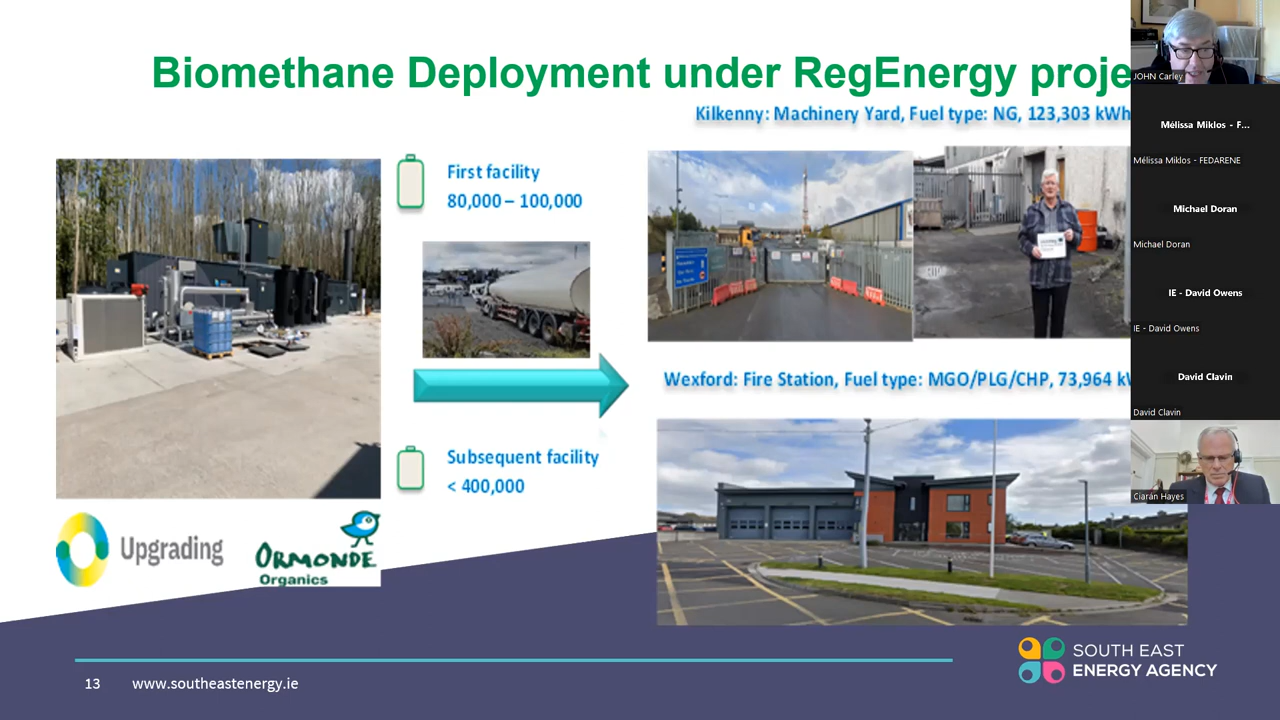 Biomethane Deployment under RegEnergy proje
Kilkenny: Machinery Yard, Fuel type: NG, 123,303 kWh
First facility
80,000 – 100,000
Wexford: Fire Station, Fuel type: MGO/PLG/CHP, 73,964 k
Subsequent facility
< 400,000
Upgrading
ORMONDE
Organics
13
www.southeastenergy.ie
SOUTH EAST
ENERGY AGENCY
JOHN Carley
Mélissa Miklos - F...
Mélissa Miklos - FEDARENE
Michael Doran
Michael Doran
IE - David Owens
IE - David Owens
David Clavin
David Clavin
Ciarán Hayes